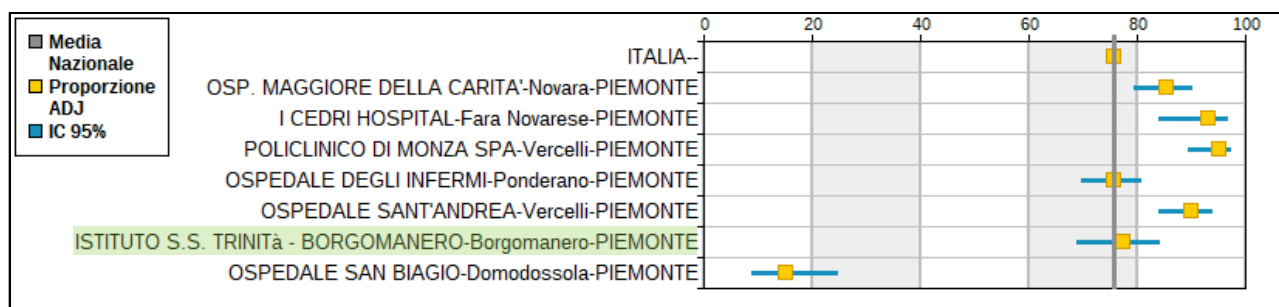 Media
Nazionale
Proporzione
ADJ
IC 95%
0 20 40 60 80 100
ITALIA--
OSP. MAGGIORE DELLA CARITA'-Novara-PIEMONTE
I CEDRI HOSPITAL-Fara Novarese-PIEMONTE
POLICLINICO DI MONZA SPA-Vercelli-PIEMONTE
OSPEDALE DEGLI INFERMI-Ponderano-PIEMONTE
OSPEDALE SANT'ANDREA-Vercelli-PIEMONTE
ISTITUTO S.S. TRINITà - BORGOMANERO-Borgomanero-PIEMONTE
OSPEDALE SAN BIAGIO-Domodossola-PIEMONTE